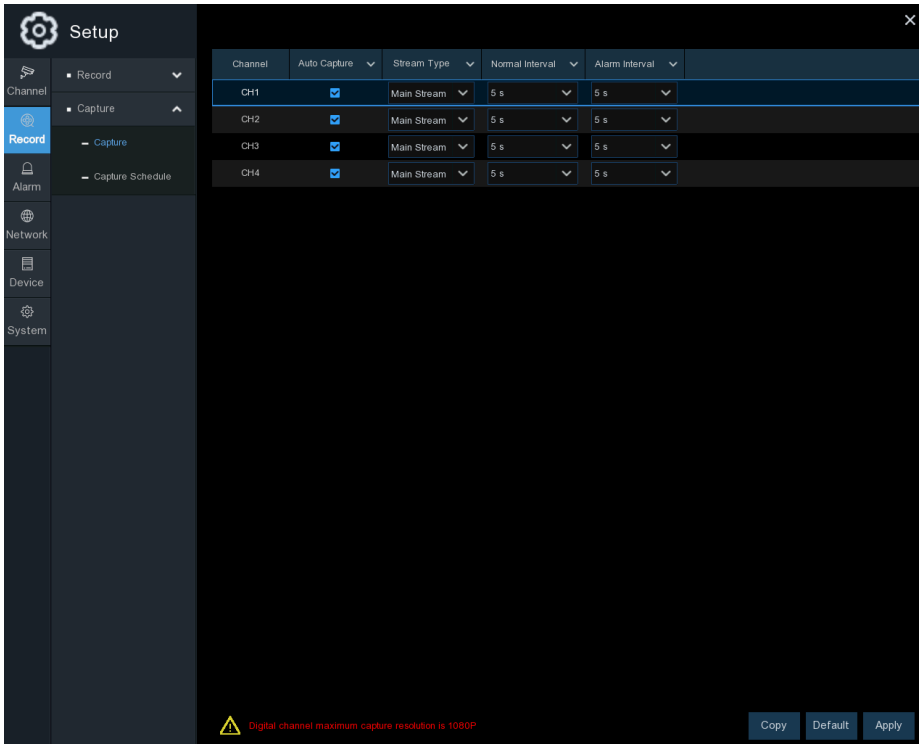 Setup
Channel
Record
Alarm
Network
Device
System
Record
Capture
Capture
Capture Schedule
Channel Auto Capture Stream Type Normal Interval Alarm Interval
CH1 Main Stream 5 s 5 s
CH2 Main Stream 5 s 5 s
CH3 Main Stream 5 s 5 s
CH4 Main Stream 5 s 5 s
Digital channel maximum capture resolution is 1080P
Copy Default Apply